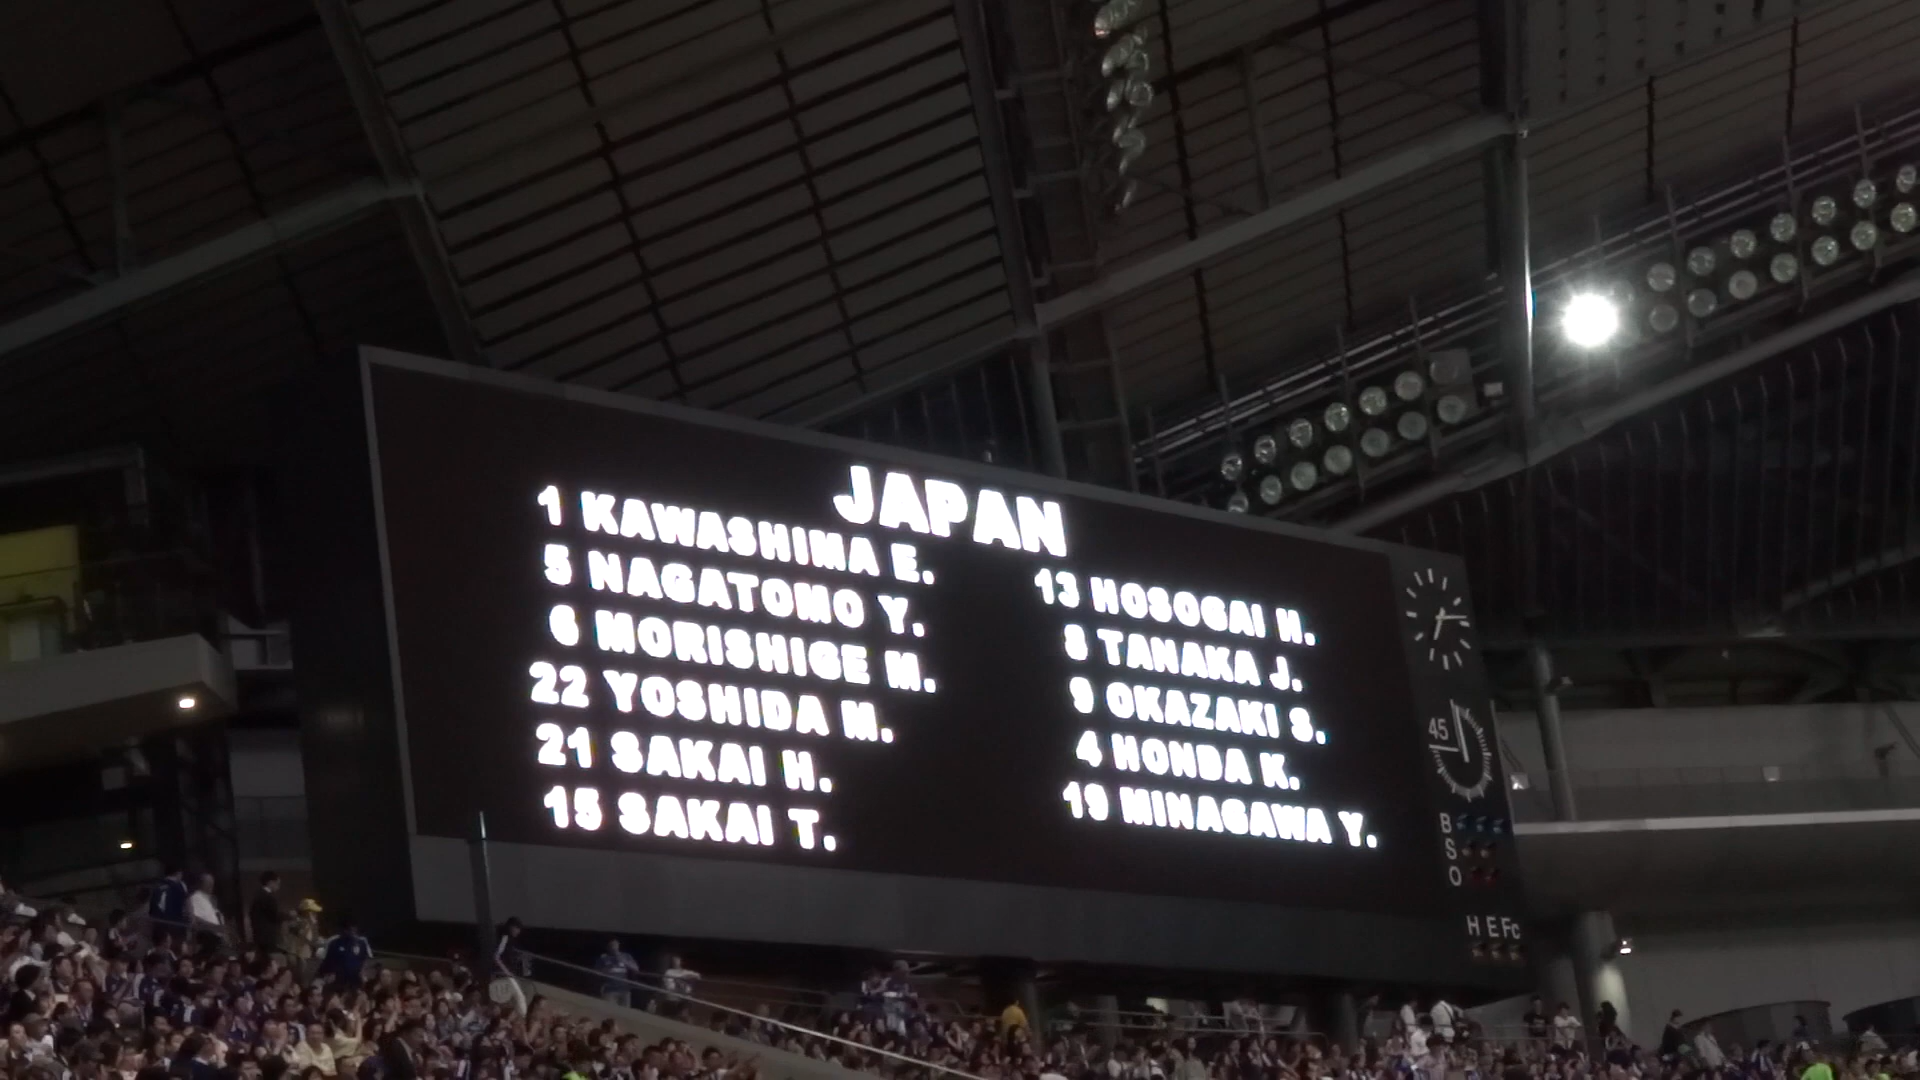 JAPAN
1 KAWASHIMA E.
5 NAGATOMO Y.
6 MORISHIGE M.
22 YOSHIDA M.
21 SAKAI H.
15 SAKAI T.
13 HOSOGAI H.
8 TANAKA J.
9 OKAZAKI S.
4 HONDA K.
19 MINAGAWA Y.
45
B
S
O
H E Fc